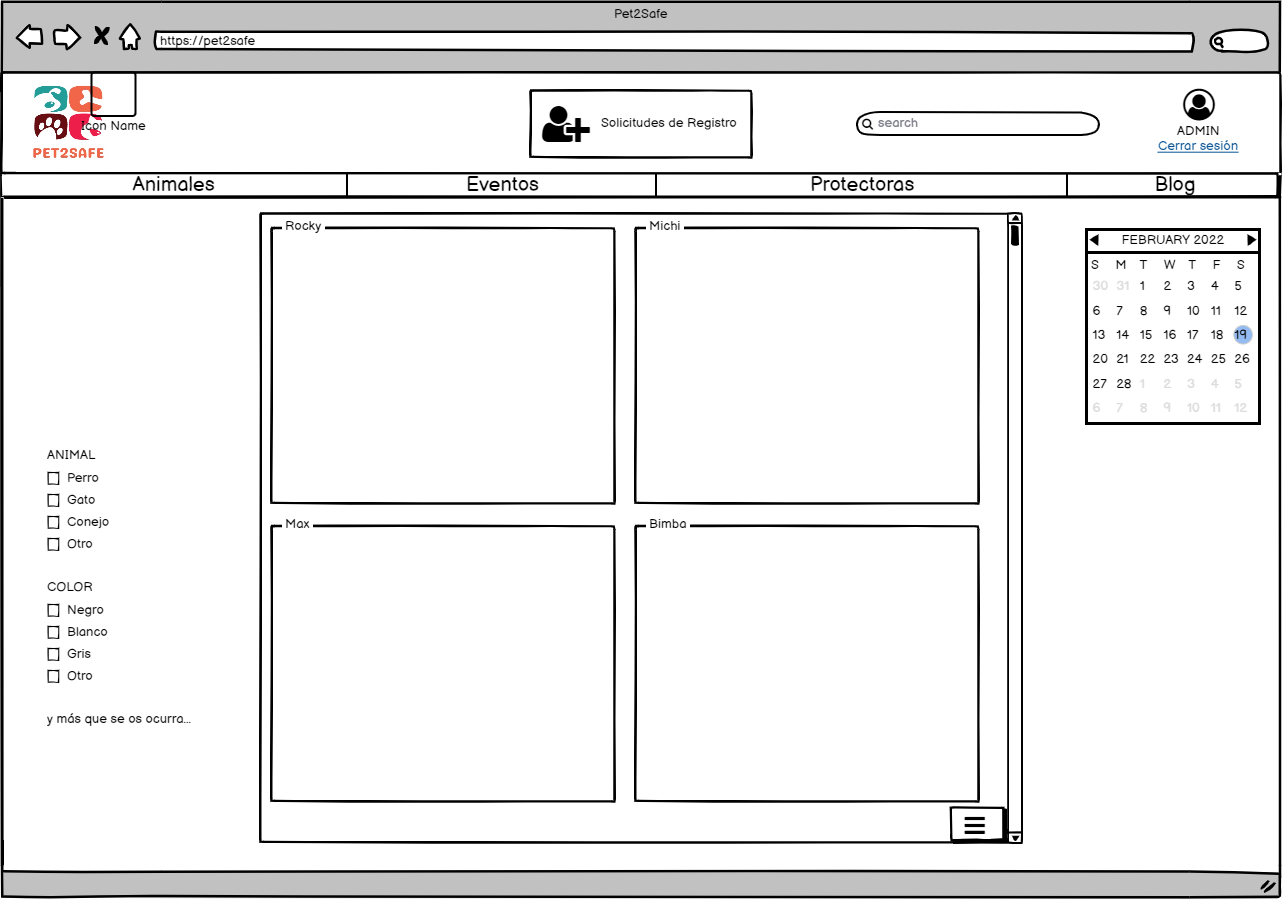 Pet2Safe
https://pet2safe
Icon Name
PET2SAFE
Solicitudes de Registro
search
ADMIN
Cerrar sesión
Animales
Eventos
Protectoras
Blog
ANIMAL
Perro
Gato
Conejo
Otro
COLOR
Negro
Blanco
Gris
Otro
y más que se os ocurra...
Rocky
Michi
Max
Bimba
FEBRUARY 2022
S M T W T F S
30 31 1 2 3 4 5
6 7 8 9 10 11 12
13 14 15 16 17 18 19
20 21 22 23 24 25 26
27 28 1 2 3 4 5
6 7 8 9 10 11 12